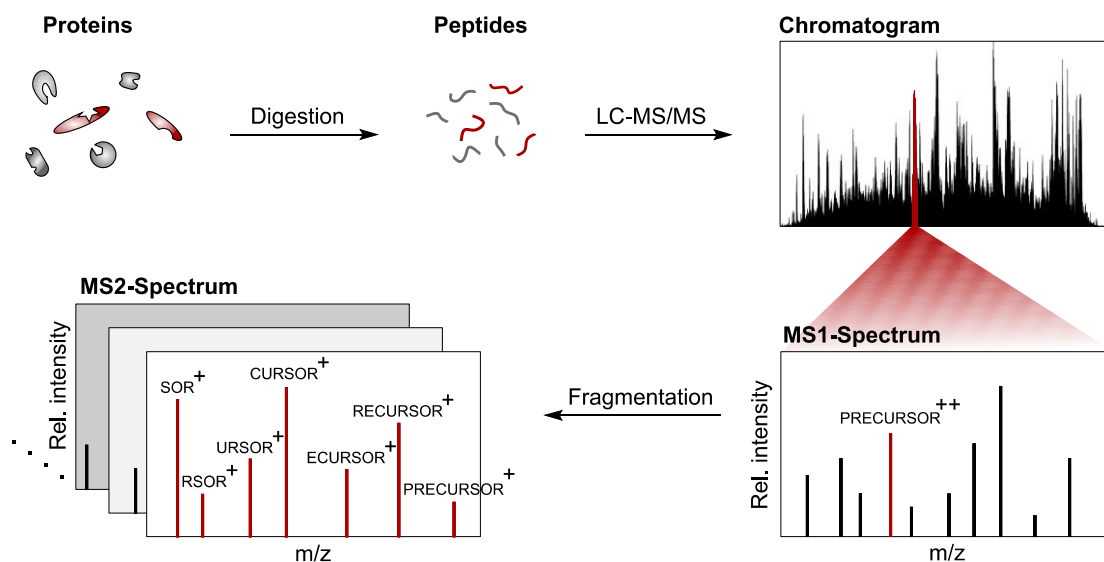 Proteins
Digestion
Peptides
LC-MS/MS
Chromatogram
MS1-Spectrum
Rel. intensity
PRECURSOR++
m/z
Fragmentation
MS2-Spectrum
Rel. intensity
SOR+
RSOR+
URSOR+
CURSOR+
ECURSOR+
RECURSOR+
PRECURSOR+
m/z